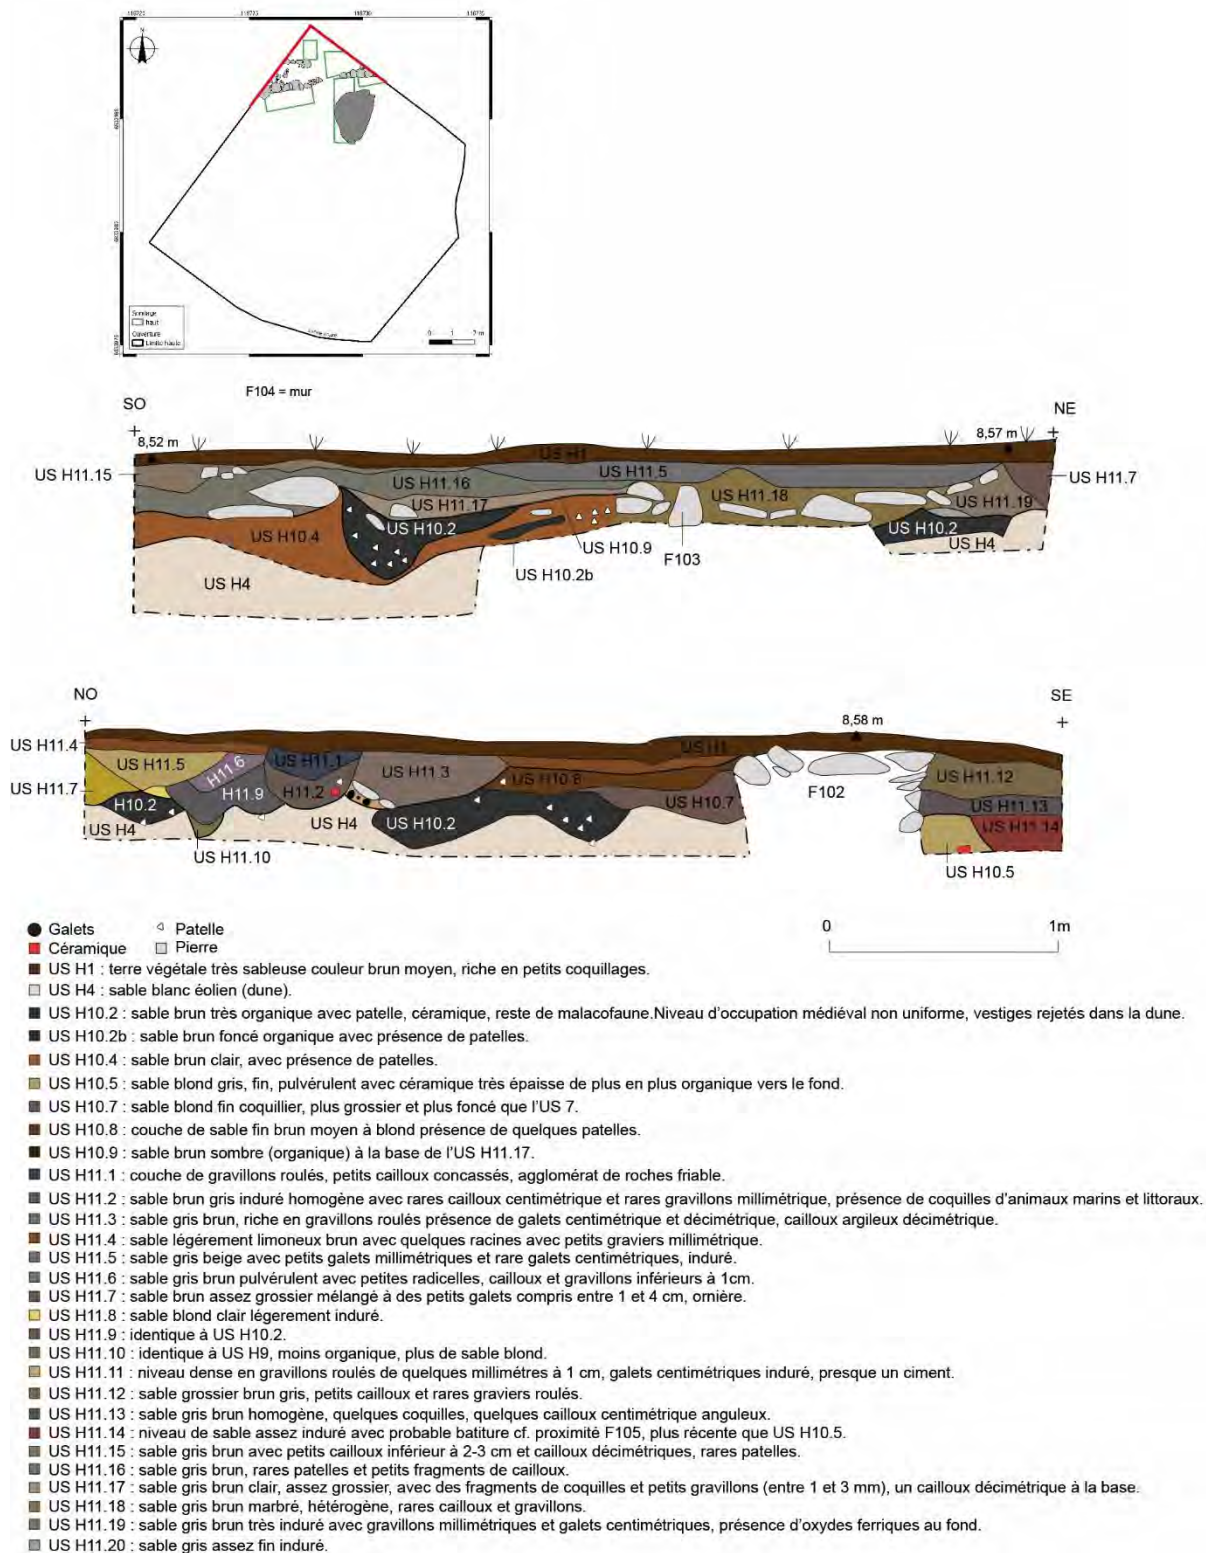 N
Sondage
haut
Ouverture
Limite haute
0 1 2 m
F104 = mur
SO
NE
8,52 m
8,57 m
US H1
US H11.15
US H11.5
US H11.7
US H11.16
US H11.18
US H11.17
US H11.19
US H10.4
US H10.2
US H10.2
US H10.9
F103
US H4
US H10.2b
US H4
NO
SE
8,58 m
US H11.4
US H1
US H11.5
H11.6
US H11.1
US H11.3
US H10.8
US H11.12
US H11.7
H10.2
H11.9
H11.2
US H10.7
F102
US H11.13
US H4
US H4
US H10.2
US H11.14
US H11.10
US H10.5
Galets Patelle
Céramique Pierre
0 1m
US H1 : terre végétale très sableuse couleur brun moyen, riche en petits coquillages.
US H4 : sable blanc éolien (dune).
US H10.2 : sable brun très organique avec patelle, céramique, reste de malacofaune.Niveau d'occupation médiéval non uniforme, vestiges rejetés dans la dune.
US H10.2b : sable brun foncé organique avec présence de patelles.
US H10.4 : sable brun clair, avec présence de patelles.
US H10.5 : sable blond gris, fin, pulvérulent avec céramique très épaisse de plus en plus organique vers le fond.
US H10.7 : sable blond fin coquillier, plus grossier et plus foncé que l'US 7.
US H10.8 : couche de sable fin brun moyen à blond présence de quelques patelles.
US H10.9 : sable brun sombre (organique) à la base de l'US H11.17.
US H11.1 : couche de gravillons roulés, petits cailloux concassés, agglomérat de roches friable.
US H11.2 : sable brun gris induré homogène avec rares cailloux centimétrique et rares gravillons millimétrique, présence de coquilles d'animaux marins et littoraux.
US H11.3 : sable gris brun, riche en gravillons roulés présence de galets centimétrique et décimétrique, cailloux argileux décimétrique.
US H11.4 : sable légérement limoneux brun avec quelques racines avec petits graviers millimétrique.
US H11.5 : sable gris beige avec petits galets millimétriques et rare galets centimétriques, induré.
US H11.6 : sable gris brun pulvérulent avec petites radicelles, cailloux et gravillons inférieurs à 1cm.
US H11.7 : sable brun assez grossier mélangé à des petits galets compris entre 1 et 4 cm, ornière.
US H11.8 : sable blond clair légerement induré.
US H11.9 : identique à US H10.2.
US H11.10 : identique à US H9, moins organique, plus de sable blond.
US H11.11 : niveau dense en gravillons roulés de quelques millimètres à 1 cm, galets centimétriques induré, presque un ciment.
US H11.12 : sable grossier brun gris, petits cailloux et rares graviers roulés.
US H11.13 : sable gris brun homogène, quelques coquilles, quelques cailloux centimétrique anguleux.
US H11.14 : niveau de sable assez induré avec probable batiture cf. proximité F105, plus récente que US H10.5.
US H11.15 : sable gris brun avec petits cailloux inférieur à 2-3 cm et cailloux décimétriques, rares patelles.
US H11.16 : sable gris brun, rares patelles et petits fragments de cailloux.
US H11.17 : sable gris brun clair, assez grossier, avec des fragments de coquilles et petits gravillons (entre 1 et 3 mm), un cailloux décimétrique à la base.
US H11.18 : sable gris brun marbré, hétérogène, rares cailloux et gravillons.
US H11.19 : sable gris brun très induré avec gravillons millimétriques et galets centimétriques, présence d'oxydes ferriques au fond.
US H11.20 : sable gris assez fin induré.